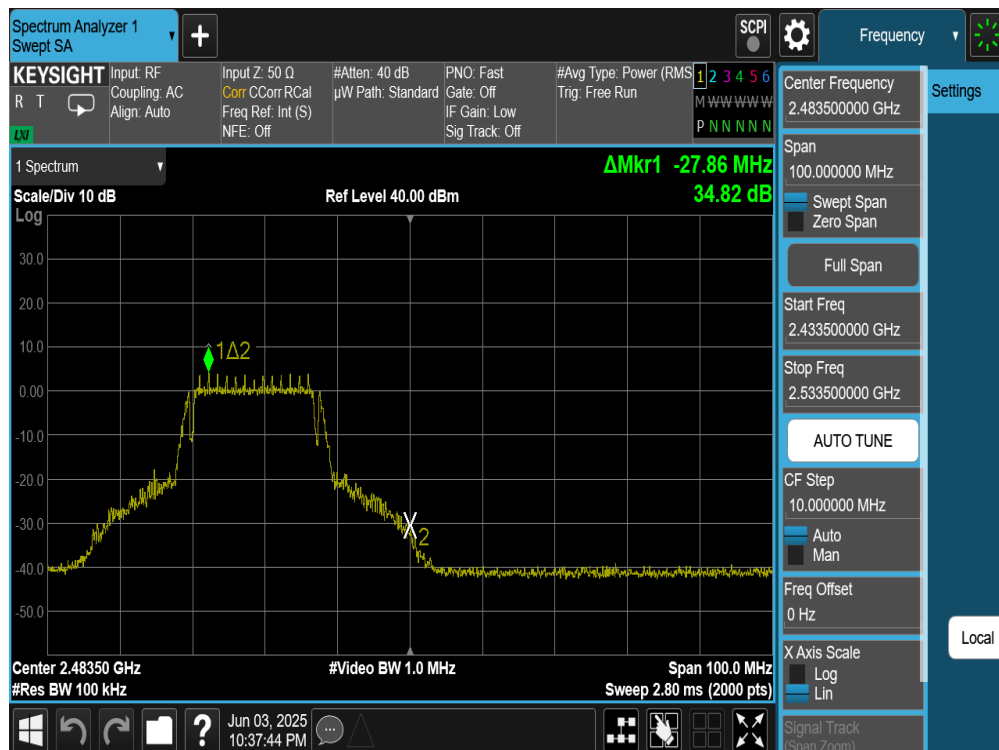 Spectrum Analyzer 1
Swept SA
+
SCPI
Frequency
KEYSIGHT
R T
LXI
Input: RF
Coupling: AC
Align: Auto
Input Z: 50 Ω
Corr CCorr RCal
Freq Ref: Int (S)
NFE: Off
#Atten: 40 dB
µW Path: Standard
PNO: Fast
Gate: Off
IF Gain: Low
Sig Track: Off
#Avg Type: Power (RMS
Trig: Free Run
1 2 3 4 5 6
M W W W W W
P N N N N N
1 Spectrum
ΔMkr1 -27.86 MHz
34.82 dB
Scale/Div 10 dB
Ref Level 40.00 dBm
Log
30.0
20.0
10.0
0.00
-10.0
-20.0
-30.0
-40.0
-50.0
1Δ2
X2
Center 2.48350 GHz
#Video BW 1.0 MHz
Span 100.0 MHz
#Res BW 100 kHz
Sweep 2.80 ms (2000 pts)
Center Frequency
2.483500000 GHz
Span
100.000000 MHz
Swept Span
Zero Span
Full Span
Start Freq
2.433500000 GHz
Stop Freq
2.533500000 GHz
AUTO TUNE
CF Step
10.000000 MHz
Auto
Man
Freq Offset
0 Hz
X Axis Scale
Log
Lin
Signal Track
(Span Zoom)
Settings
Local
?
Jun 03, 2025
10:37:44 PM